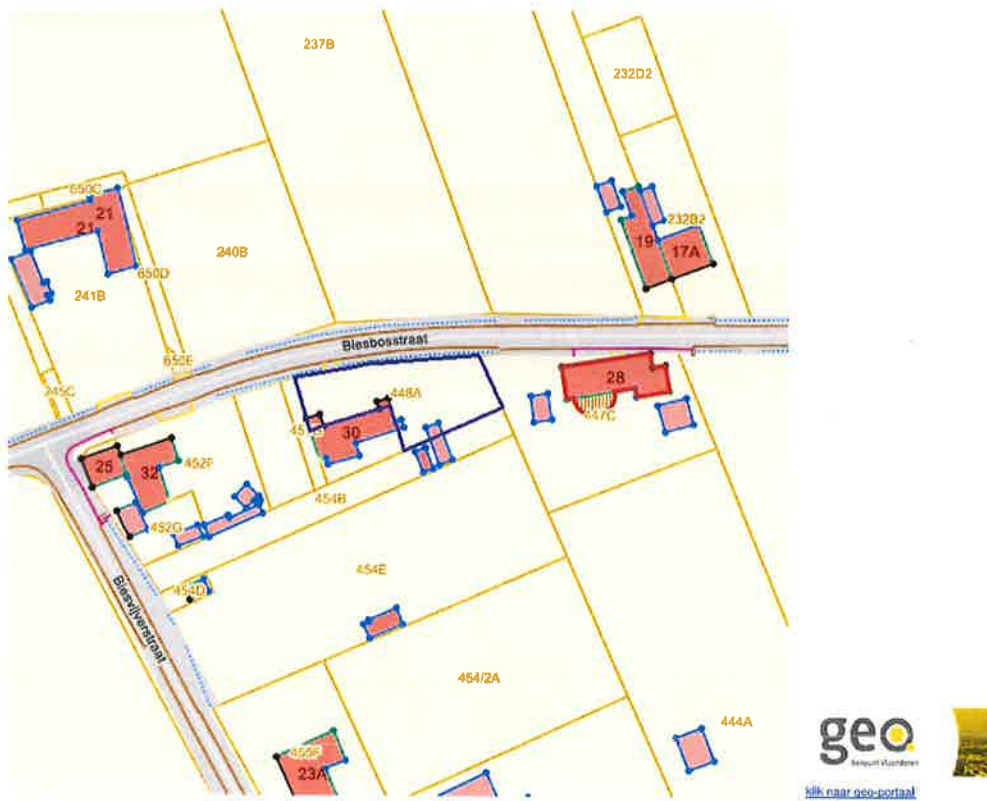 237B
232D2
650C
21
21
232B2
19
17A
240B
650D
241B
Biesbosstraat
650E
245C
28
448A
447C
30
25
32
452F
454B
452G
454E
454D
Biesvijverstraat
454/2A
444A
23A
geo
klik naar geo-portaal